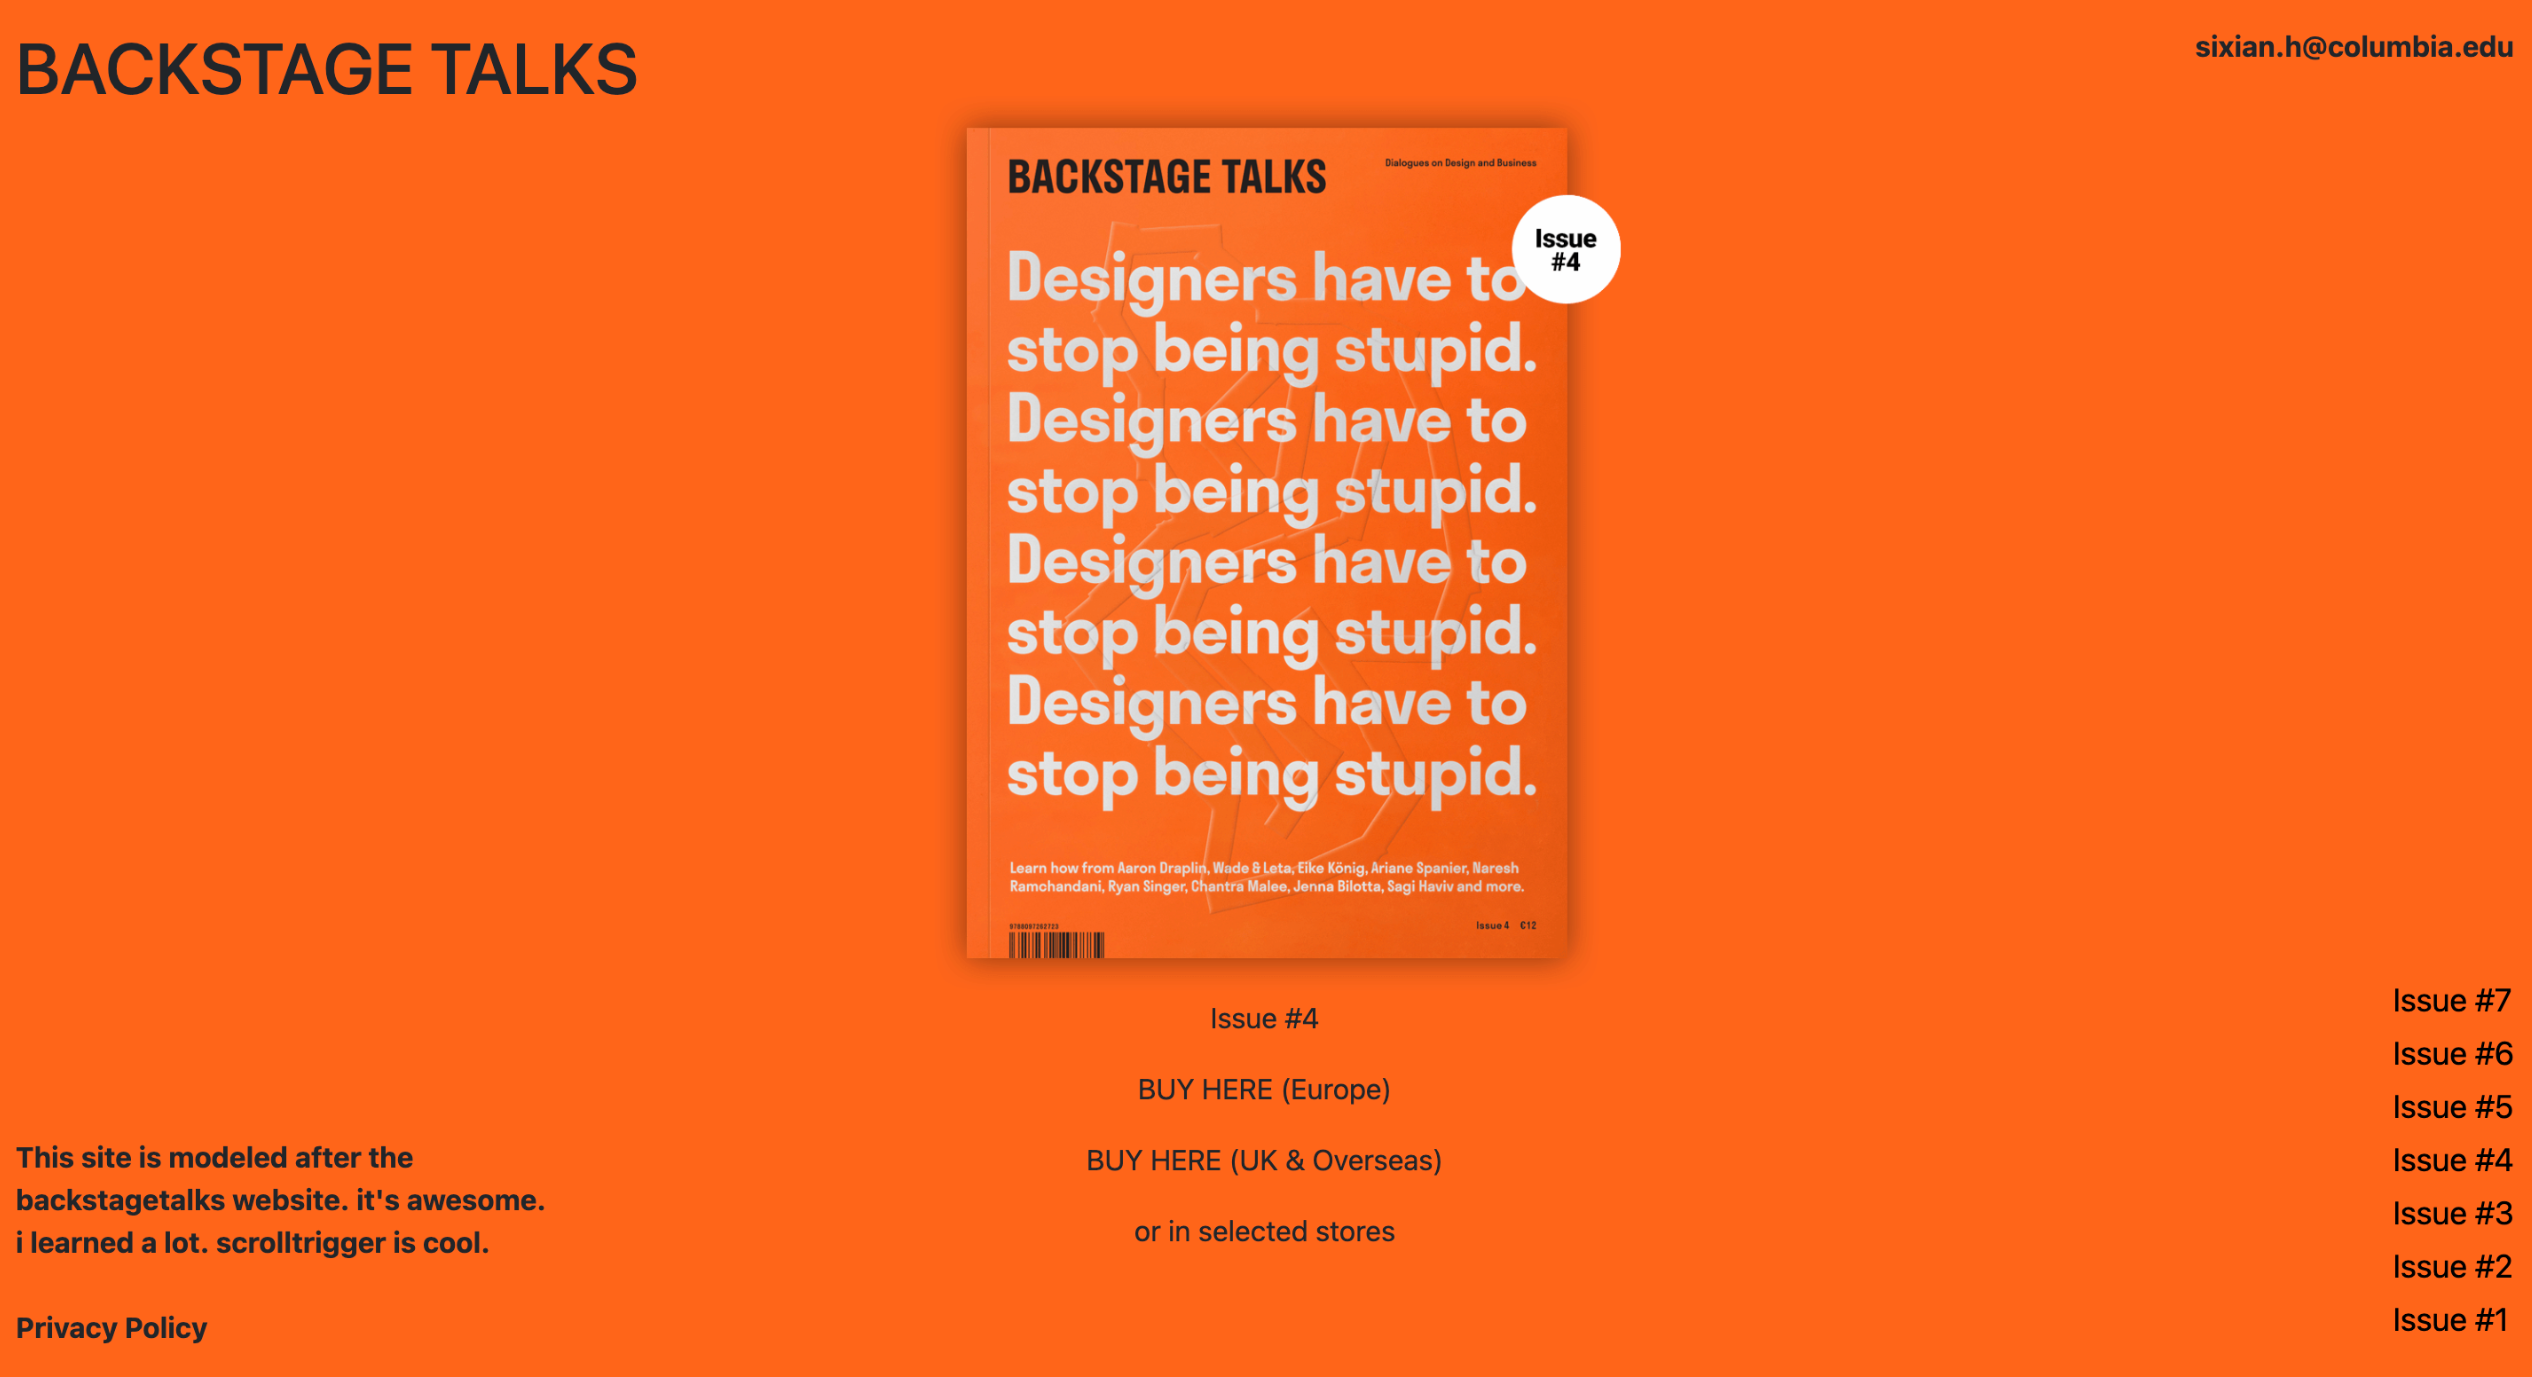 BACKSTAGE TALKS
sixian.h@columbia.edu
BACKSTAGE TALKS
Dialogues on Design and Business
Issue
#4
Designers have to
stop being stupid.
Designers have to
stop being stupid.
Designers have to
stop being stupid.
Designers have to
stop being stupid.
Learn how from Aaron Draplin, Wade & Leta, Eike König, Ariane Spanier, Naresh
Ramchandani, Ryan Singer, Chantra Malee, Jenna Bilotta, Sagi Haviv and more.
Issue 4 €12
Issue #4
BUY HERE (Europe)
BUY HERE (UK & Overseas)
or in selected stores
This site is modeled after the
backstagetalks website. it's awesome.
i learned a lot. scrolltrigger is cool.
Privacy Policy
Issue #7
Issue #6
Issue #5
Issue #4
Issue #3
Issue #2
Issue #1